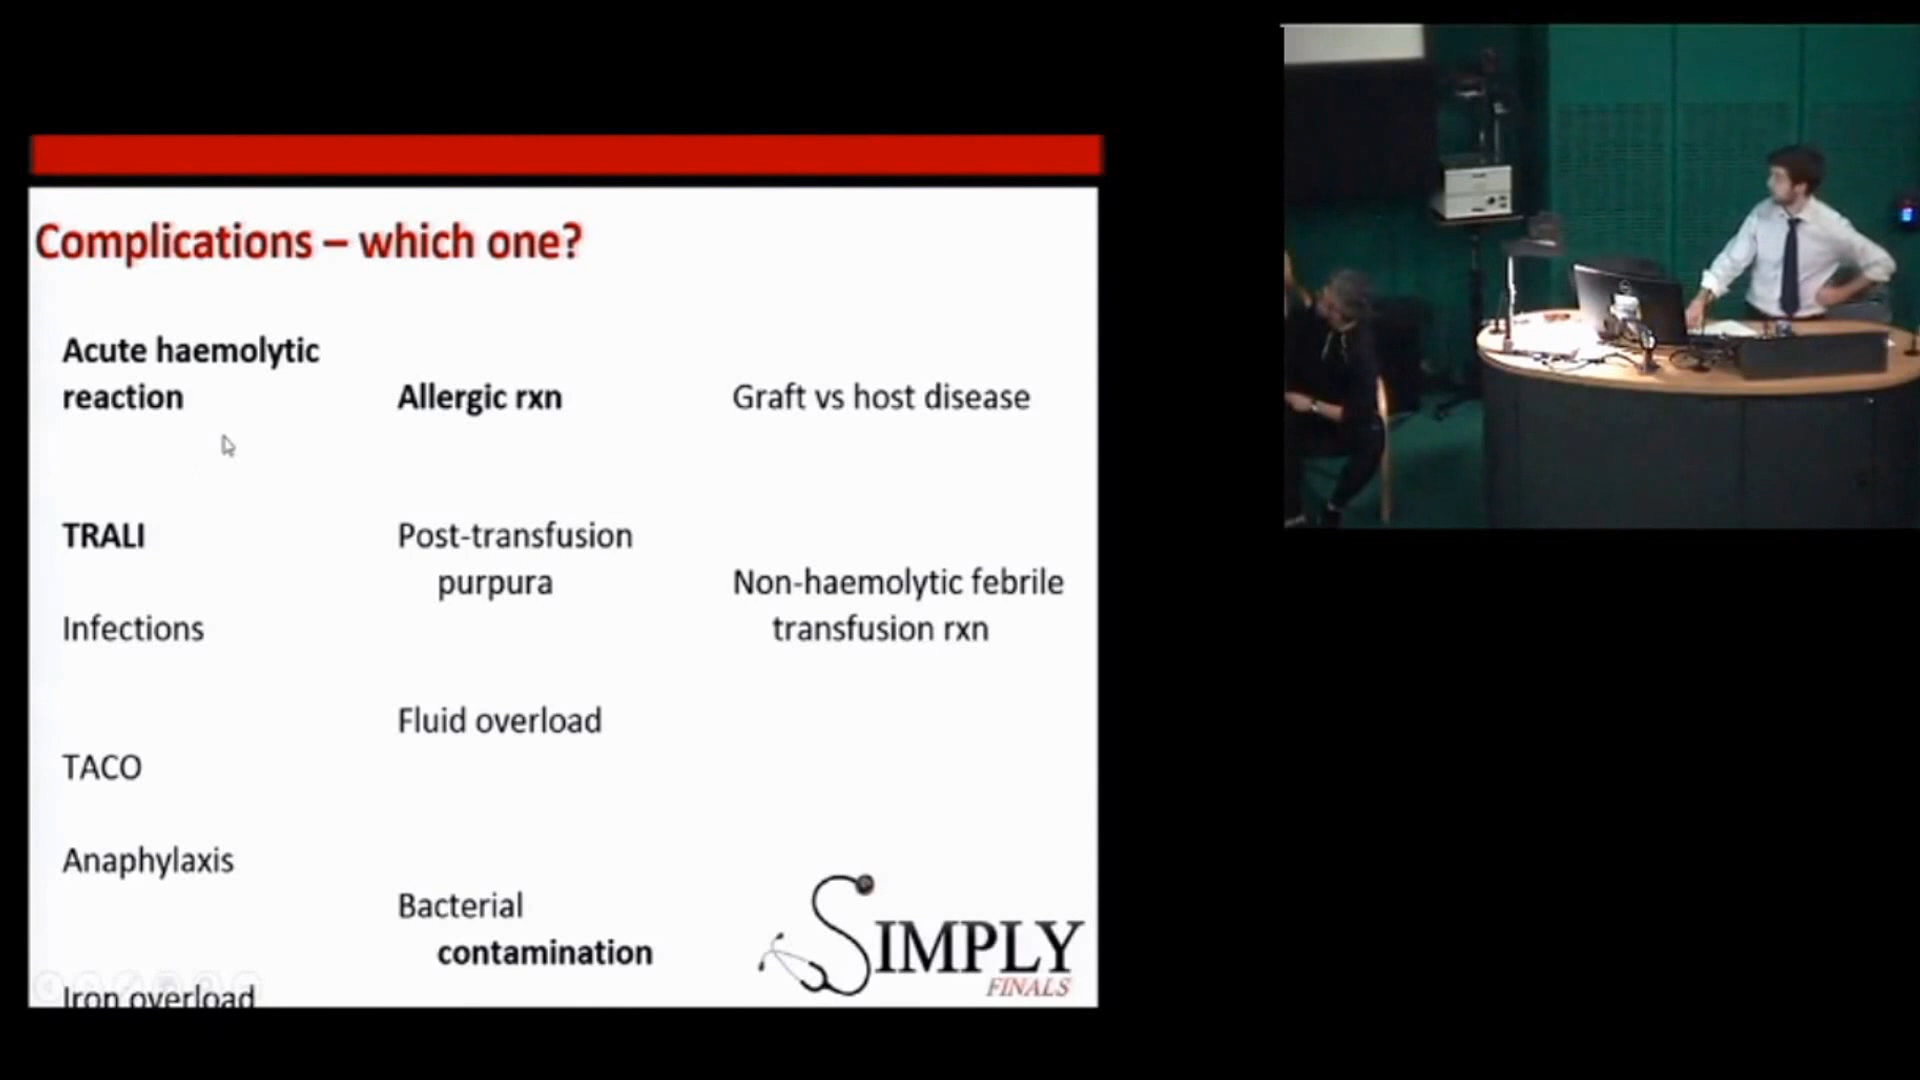 Complications – which one?
Acute haemolytic
reaction
Allergic rxn
Graft vs host disease
TRALI
Post-transfusion
purpura
Non-haemolytic febrile
transfusion rxn
Infections
Fluid overload
TACO
Anaphylaxis
Bacterial
contamination
Iron overload
SIMPLY
FINALS